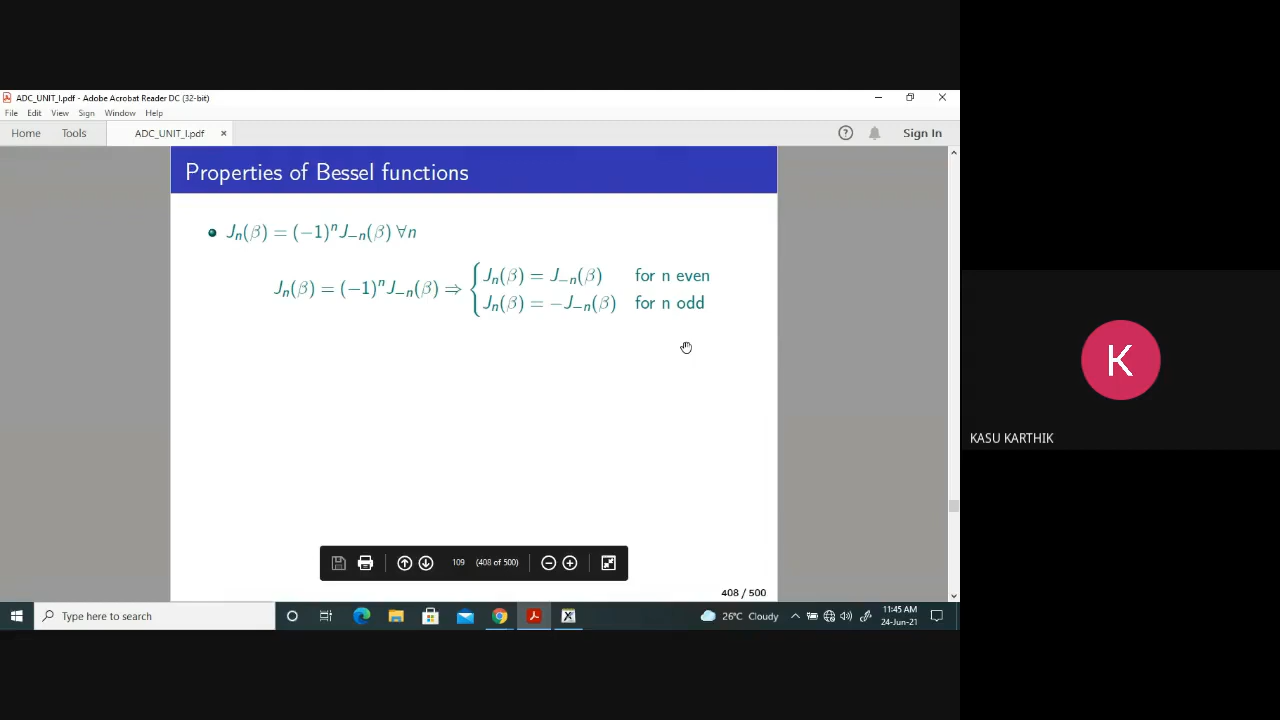 ADC_UNIT_I.pdf - Adobe Acrobat Reader DC (32-bit)
File Edit View Sign Window Help
Home Tools ADC_UNIT_I.pdf × Sign In
Properties of Bessel functions
Jₙ(β) = (−1)ⁿJ₋ₙ(β) ∀n
Jₙ(β) = (−1)ⁿJ₋ₙ(β) ⇒ { Jₙ(β) = J₋ₙ(β) for n even
Jₙ(β) = −J₋ₙ(β) for n odd
K
KASU KARTHIK
109 (408 of 500)
408 / 500
Type here to search
26°C Cloudy
11:45 AM
24-Jun-21